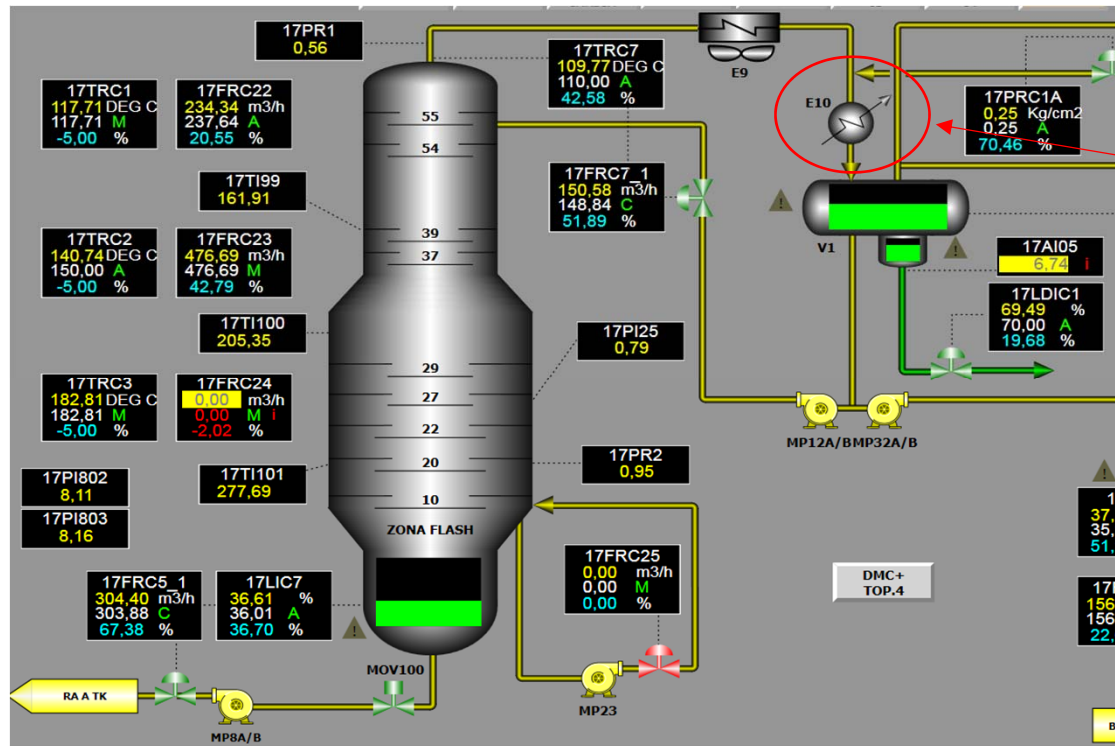 17PR1
0,56
17TRC7
109,77 DEG C
110,00 A
42,58 %
E9
17TRC1
117,71 DEG C
117,71 M
-5,00 %
17FRC22
234,34 m3/h
237,64 A
20,55 %
E10
17PRC1A
0,25 Kg/cm2
0,25 A
70,46 %
55
54
17FRC7_1
150,58 m3/h
148,84 C
51,89 %
17TI99
161,91
V1
17TRC2
140,74 DEG C
150,00 A
-5,00 %
17FRC23
476,69 m3/h
476,69 M
42,79 %
39
37
17AI05
6,74 i
17LDIC1
69,49 %
70,00 A
19,68 %
17TI100
205,35
17PI25
0,79
29
27
22
20
10
17TRC3
182,81 DEG C
182,81 M
-5,00 %
17FRC24
0,00 m3/h
0,00 M i
-2,02 %
MP12A/B
MP32A/B
17TI101
277,69
17PR2
0,95
17PI802
8,11
17PI803
8,16
ZONA FLASH
17FRC5_1
304,40 m3/h
303,88 C
67,38 %
17LIC7
36,61 %
36,01 A
36,70 %
17FRC25
0,00 m3/h
0,00 M
0,00 %
DMC+
TOP.4
37,
35,
51,
156
156
22,
MOV100
RA A TK
MP8A/B
MP23
B